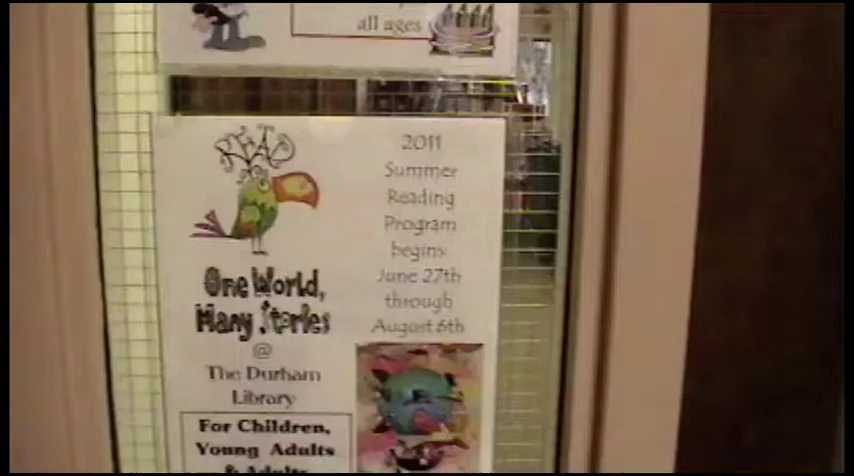 all ages
READ
2011
Summer
Reading
Program
begins
June 27th
through
August 6th
One World,
Many Stories
@
The Durham
Library
For Children,
Young Adults
& Adults